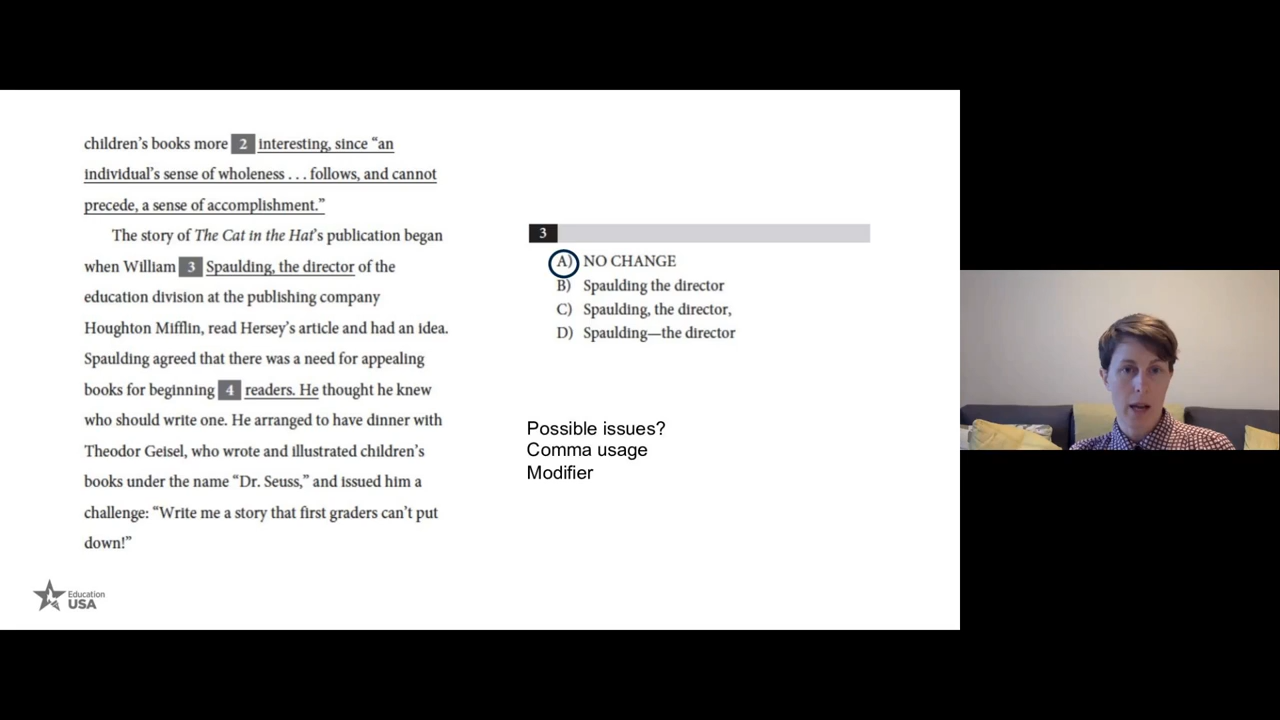 children's books more 2 interesting, since “an
individual's sense of wholeness . . . follows, and cannot
precede, a sense of accomplishment.”
The story of The Cat in the Hat's publication began
when William 3 Spaulding, the director of the
education division at the publishing company
Houghton Mifflin, read Hersey's article and had an idea.
Spaulding agreed that there was a need for appealing
books for beginning 4 readers. He thought he knew
who should write one. He arranged to have dinner with
Theodor Geisel, who wrote and illustrated children's
books under the name “Dr. Seuss,” and issued him a
challenge: “Write me a story that first graders can't put
down!”
3
A) NO CHANGE
B) Spaulding the director
C) Spaulding, the director,
D) Spaulding—the director
Possible issues?
Comma usage
Modifier
Education
USA